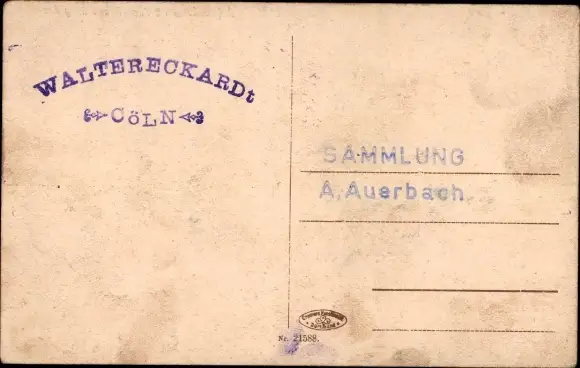 WALTERECKARDt
CÖLN
SAMMLUNG
A. Auerbach
Nr. 21588.